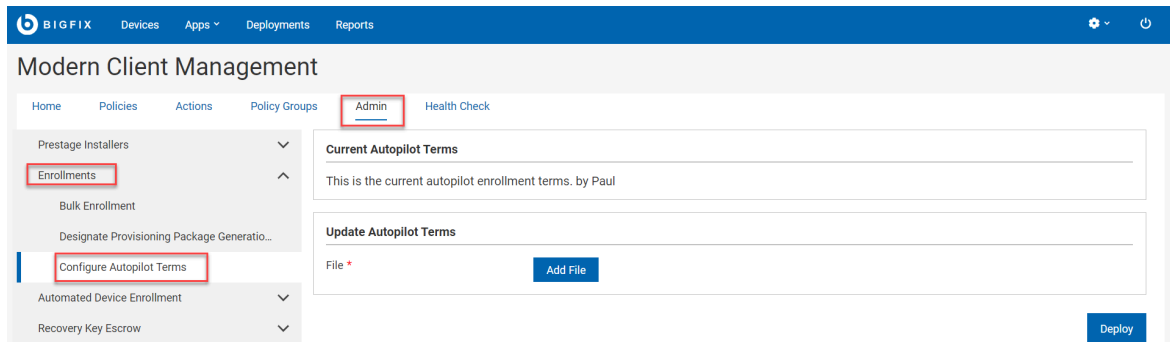 BIGFIX Devices Apps Deployments Reports
Modern Client Management
Home Policies Actions Policy Groups Admin Health Check
Prestage Installers
Enrollments
Bulk Enrollment
Designate Provisioning Package Generatio...
Configure Autopilot Terms
Automated Device Enrollment
Recovery Key Escrow
Current Autopilot Terms
This is the current autopilot enrollment terms. by Paul
Update Autopilot Terms
File *
Add File
Deploy